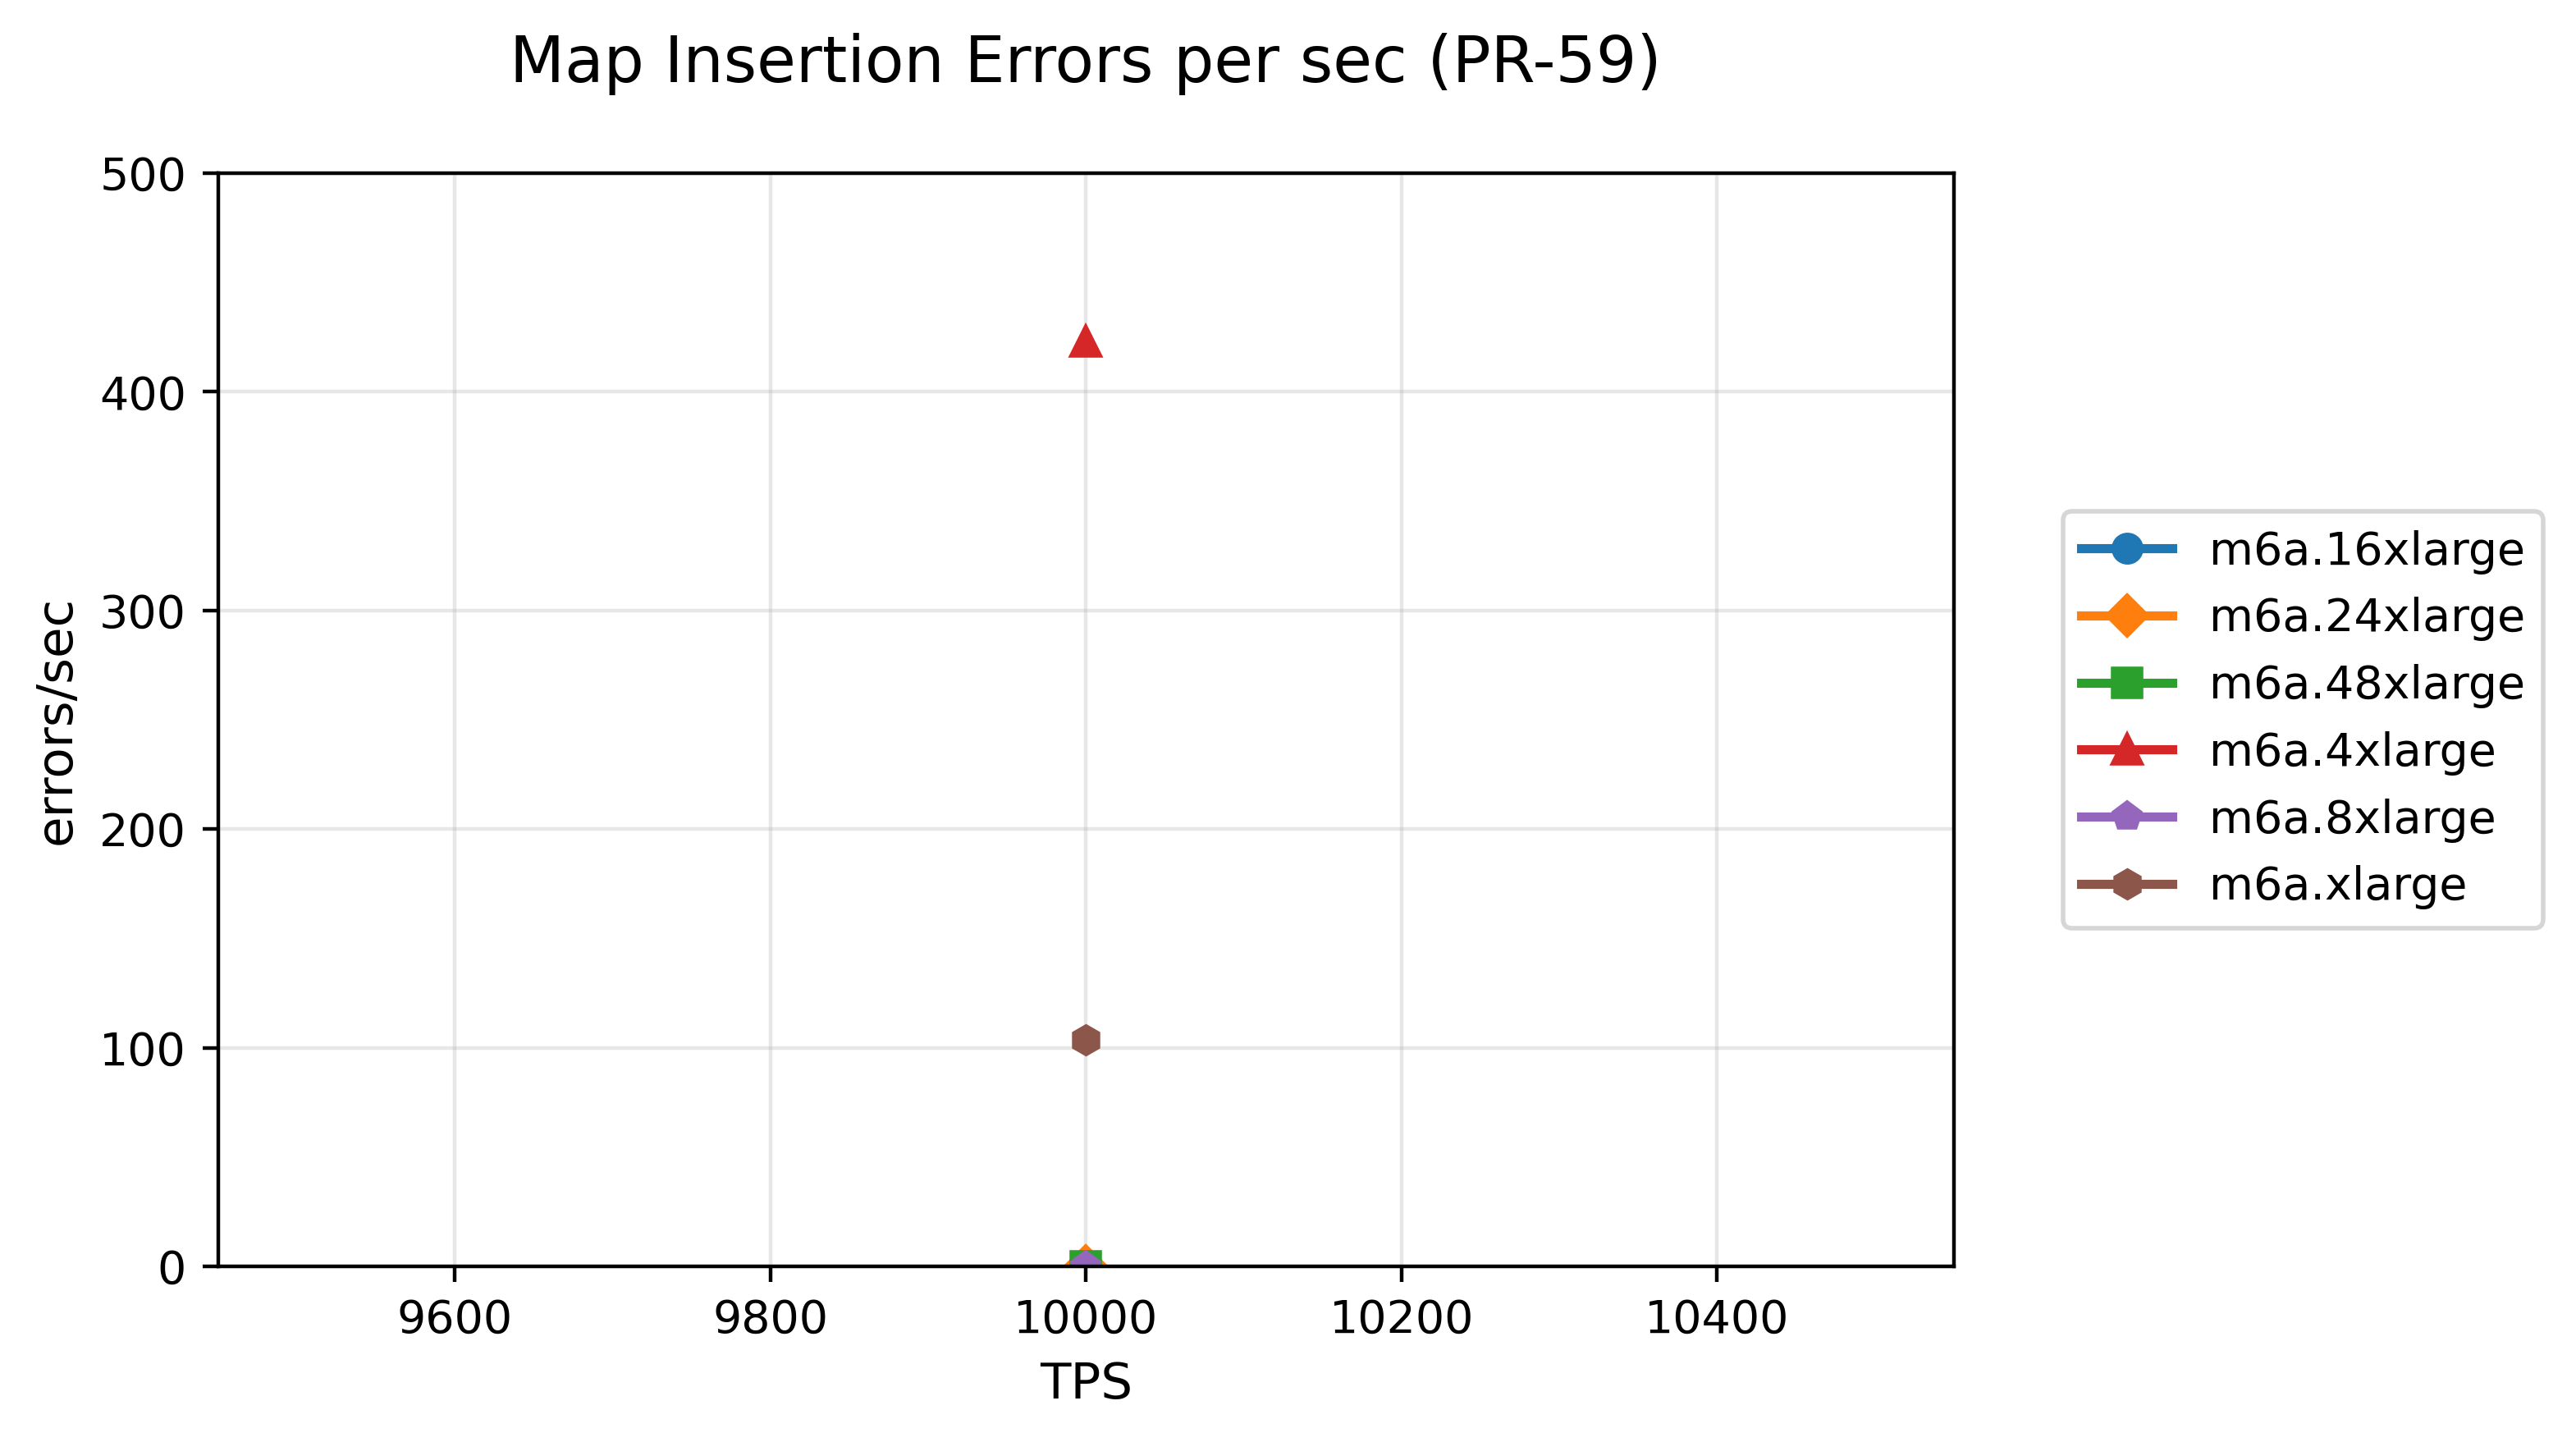 Map Insertion Errors per sec (PR-59)
500
400
300
200
100
0
errors/sec
9600 9800 10000 10200 10400
TPS
m6a.16xlarge
m6a.24xlarge
m6a.48xlarge
m6a.4xlarge
m6a.8xlarge
m6a.xlarge